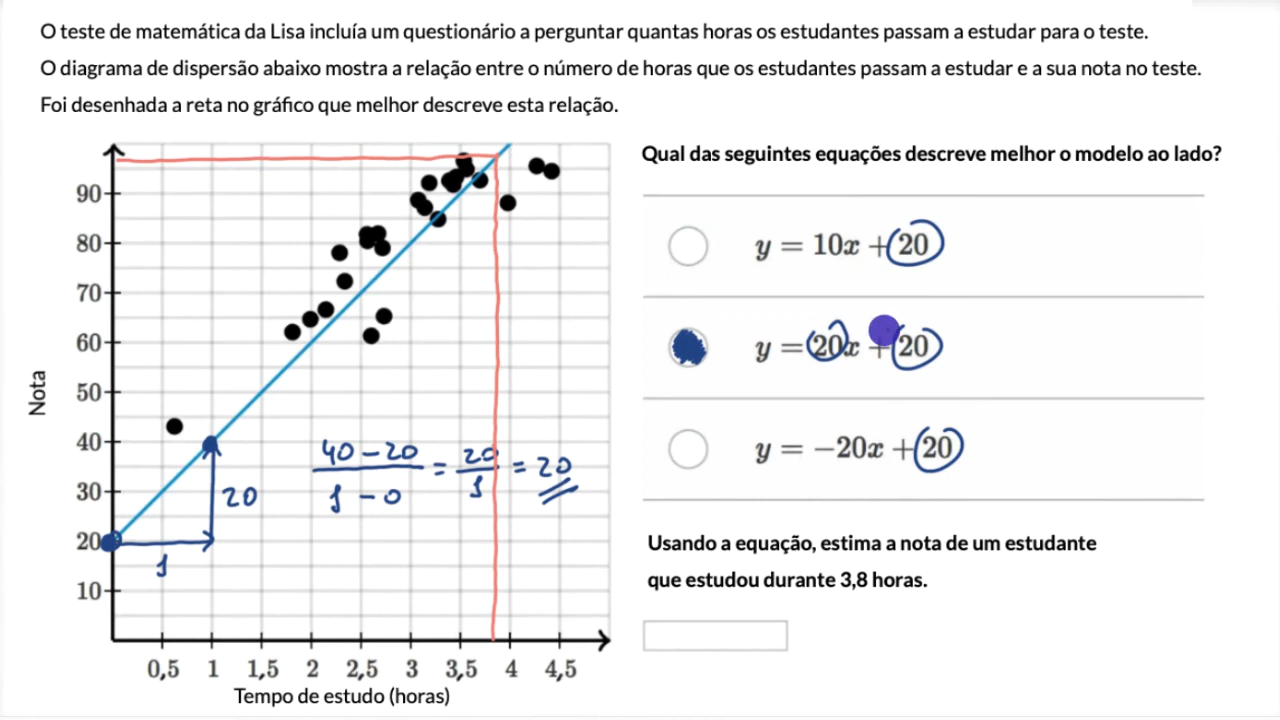 O teste de matemática da Lisa incluía um questionário a perguntar quantas horas os estudantes passam a estudar para o teste.
O diagrama de dispersão abaixo mostra a relação entre o número de horas que os estudantes passam a estudar e a sua nota no teste.
Foi desenhada a reta no gráfico que melhor descreve esta relação.
Nota
90
80
70
60
50
40
30
20
10
20
1
40 - 20
1 - 0
= 20
1
= 20
0,5 1 1,5 2 2,5 3 3,5 4 4,5
Tempo de estudo (horas)
Qual das seguintes equações descreve melhor o modelo ao lado?
y = 10x + 20
y = 20x + 20
y = −20x + 20
Usando a equação, estima a nota de um estudante
que estudou durante 3,8 horas.